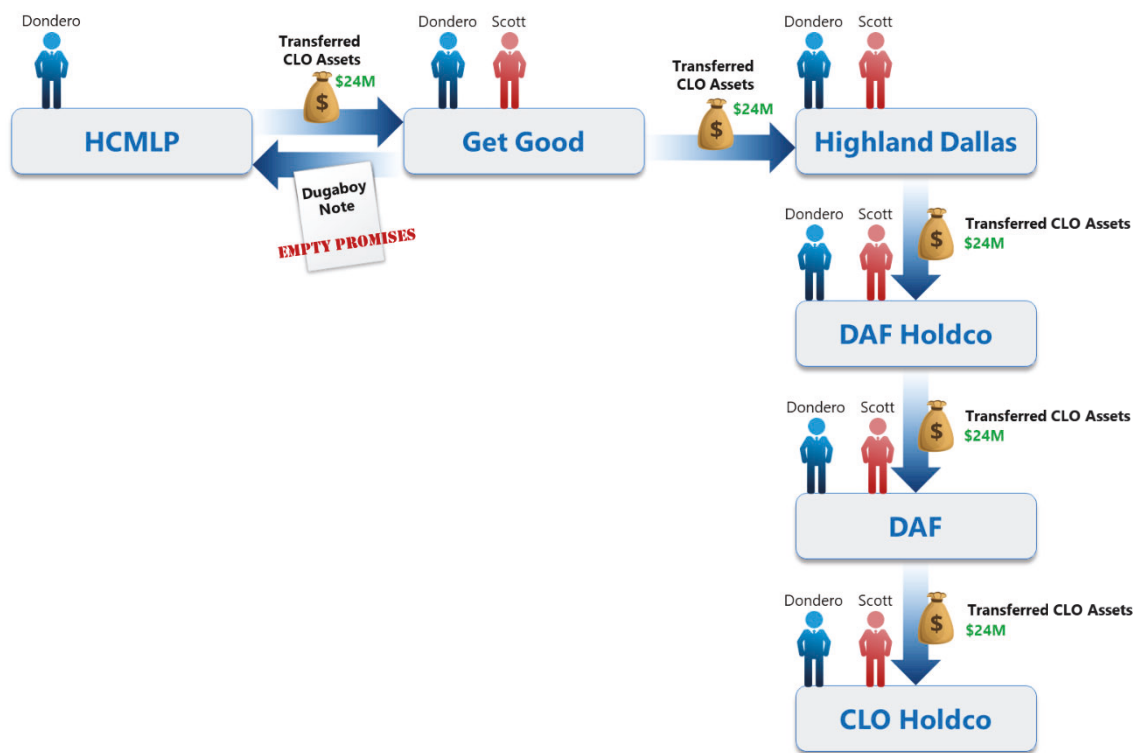 Dondero
Transferred
CLO Assets
$24M
$
HCMLP
Dondero Scott
Get Good
Dugaboy
Note
EMPTY PROMISES
Transferred
CLO Assets
$24M
$
Dondero Scott
Highland Dallas
Dondero Scott
$
Transferred CLO Assets
$24M
DAF Holdco
Dondero Scott
$
Transferred CLO Assets
$24M
DAF
Dondero Scott
$
Transferred CLO Assets
$24M
CLO Holdco